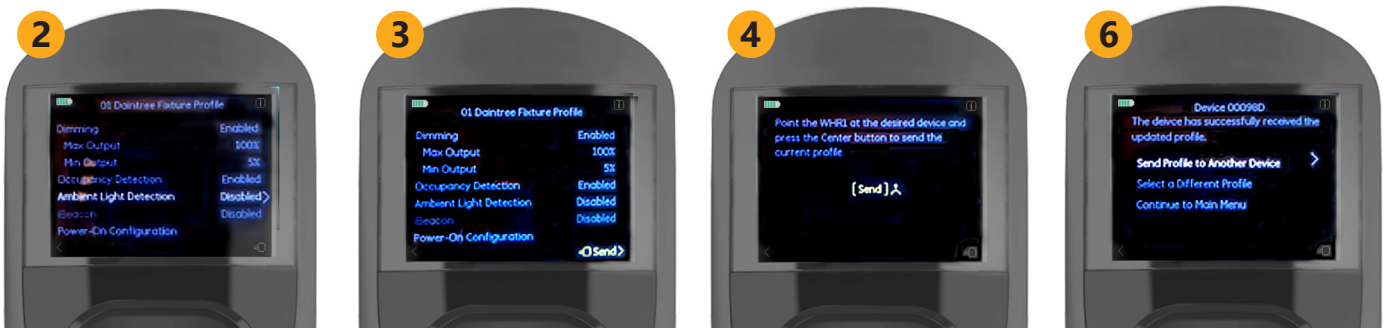 2
01 Daintree Fixture Profile
Dimming Enabled
Max Output 100%
Min Output 5%
Occupancy Detection Enabled
Ambient Light Detection Disabled
iBeacon Disabled
Power-On Configuration
3
01 Daintree Fixture Profile
Dimming Enabled
Max Output 100%
Min Output 5%
Occupancy Detection Enabled
Ambient Light Detection Disabled
iBeacon Disabled
Power-On Configuration
Send
4
Point the WHR1 at the desired device and
press the Center button to send the
current profile
[Send]
6
Device 00098D
The deivce has successfully received the
updated profile.
Send Profile to Another Device
Select a Different Profile
Continue to Main Menu